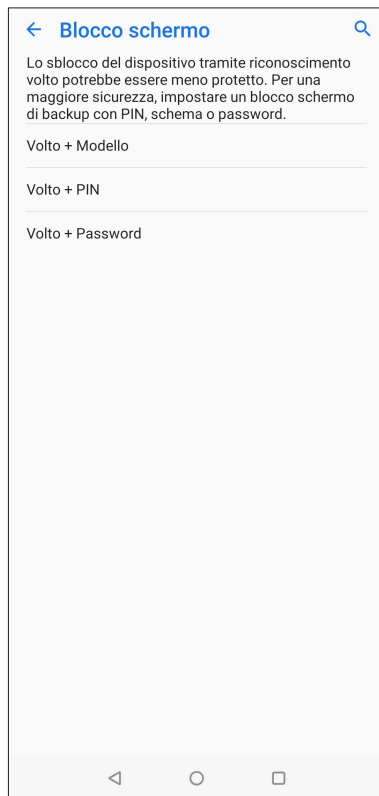 Blocco schermo
Lo sblocco del dispositivo tramite riconoscimento
volto potrebbe essere meno protetto. Per una
maggiore sicurezza, impostare un blocco schermo
di backup con PIN, schema o password.
Volto + Modello
Volto + PIN
Volto + Password